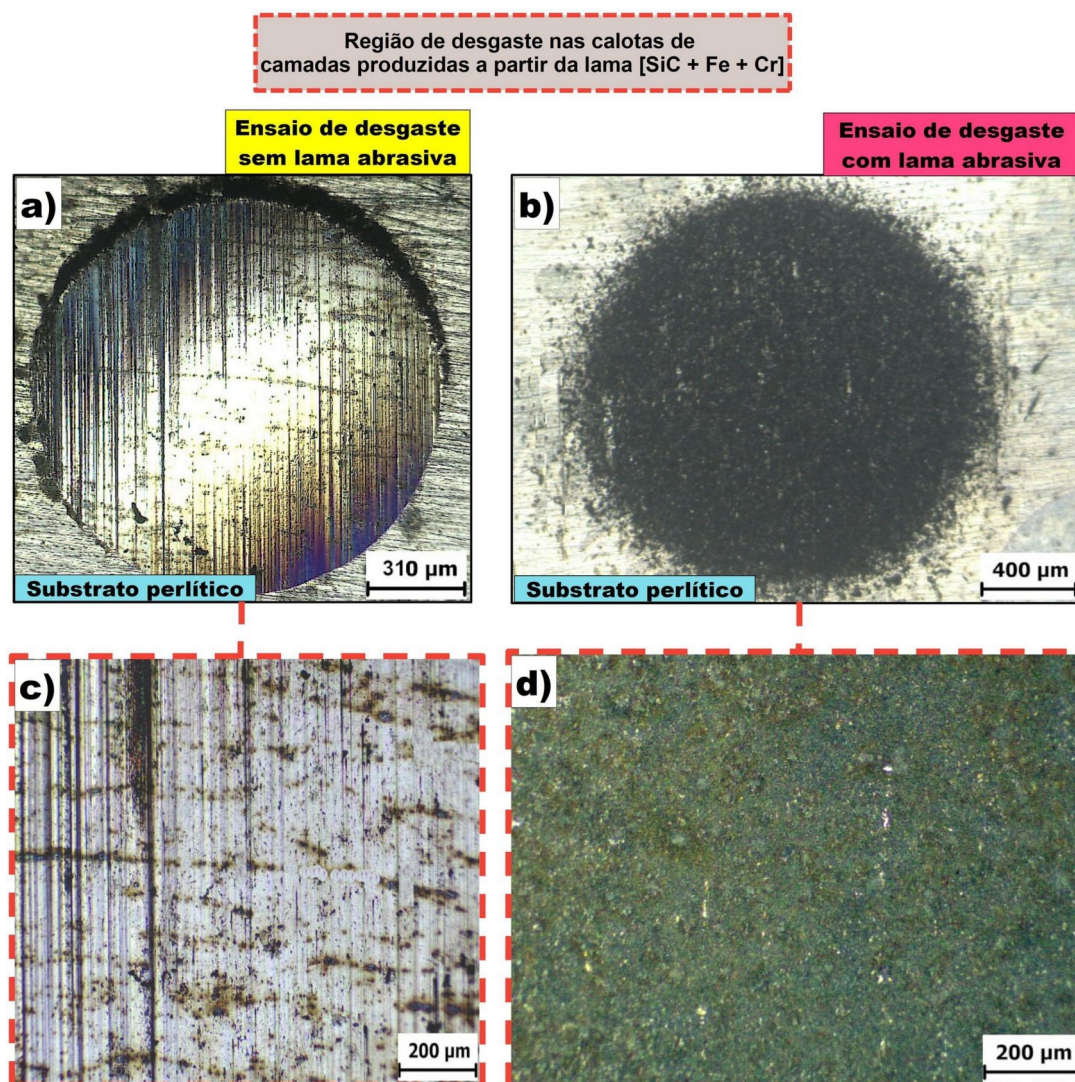 Região de desgaste nas calotas de
camadas produzidas a partir da lama [SiC + Fe + Cr]
Ensaio de desgaste
sem lama abrasiva
Ensaio de desgaste
com lama abrasiva
a)
b)
310 µm
400 µm
Substrato perlítico
Substrato perlítico
c)
d)
200 µm
200 µm